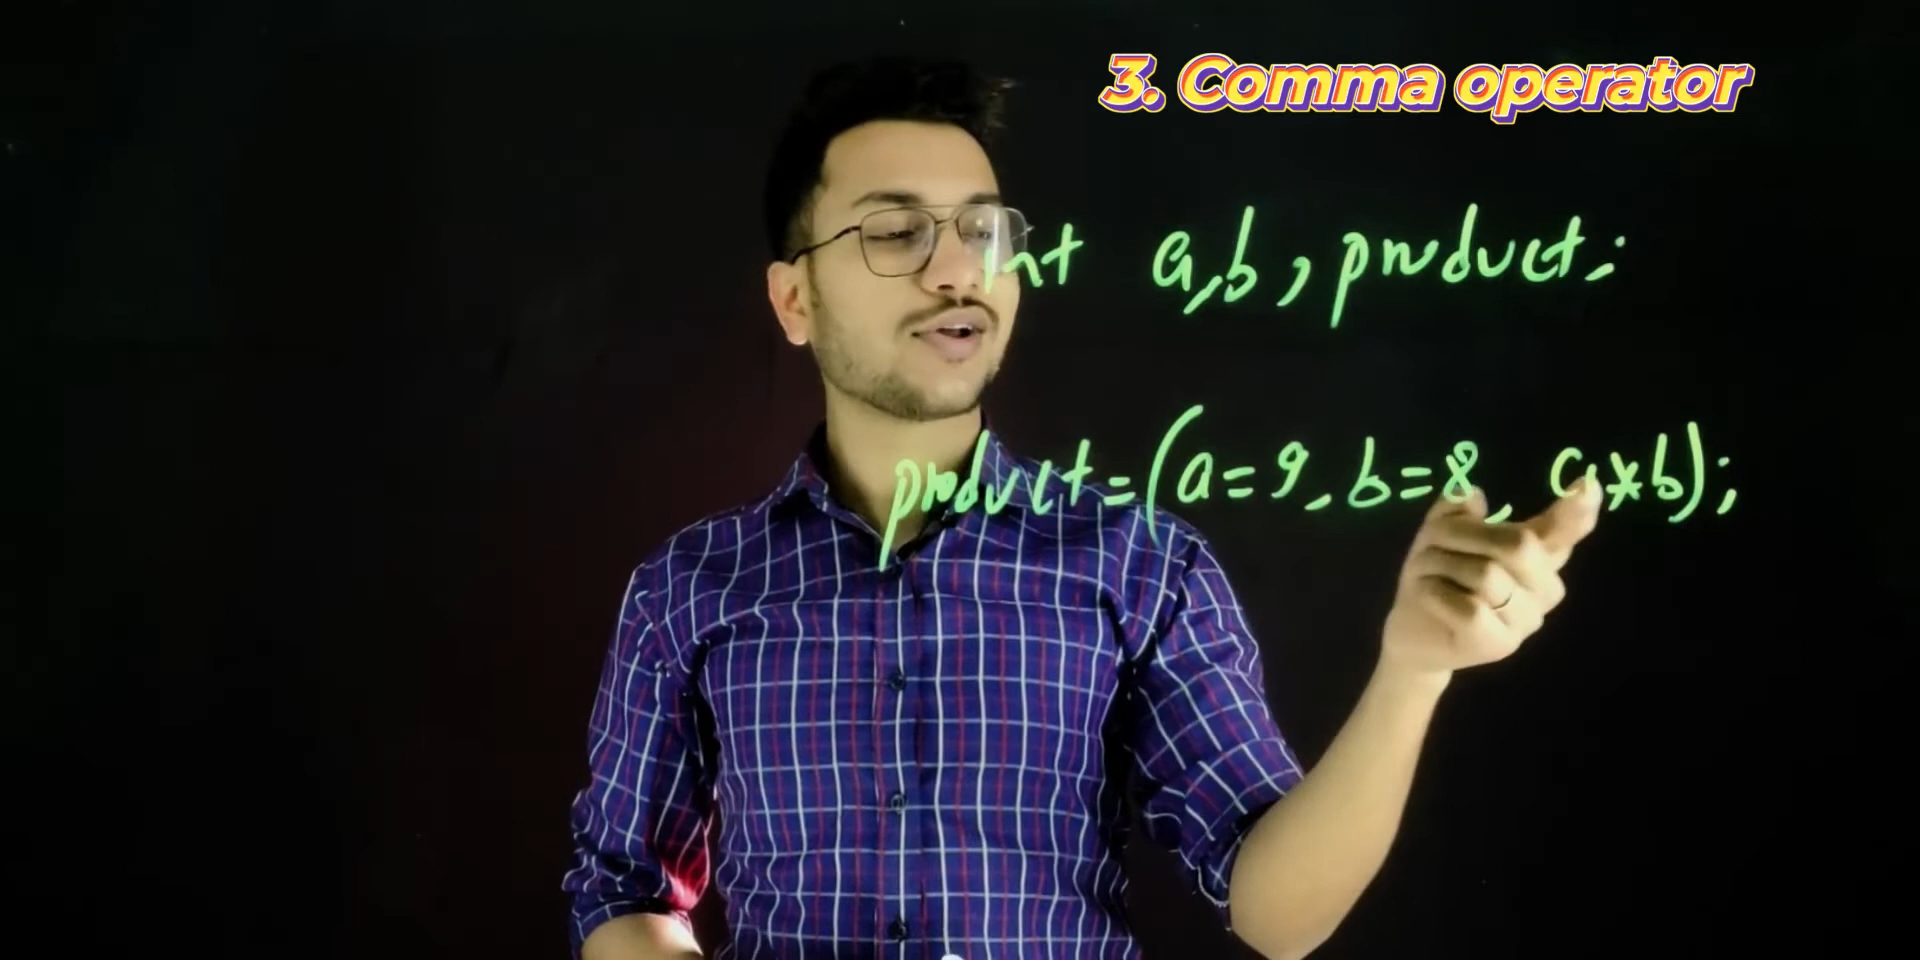 3. Comma operator
int a,b, product;
product=(a=9, b=8, a*b);